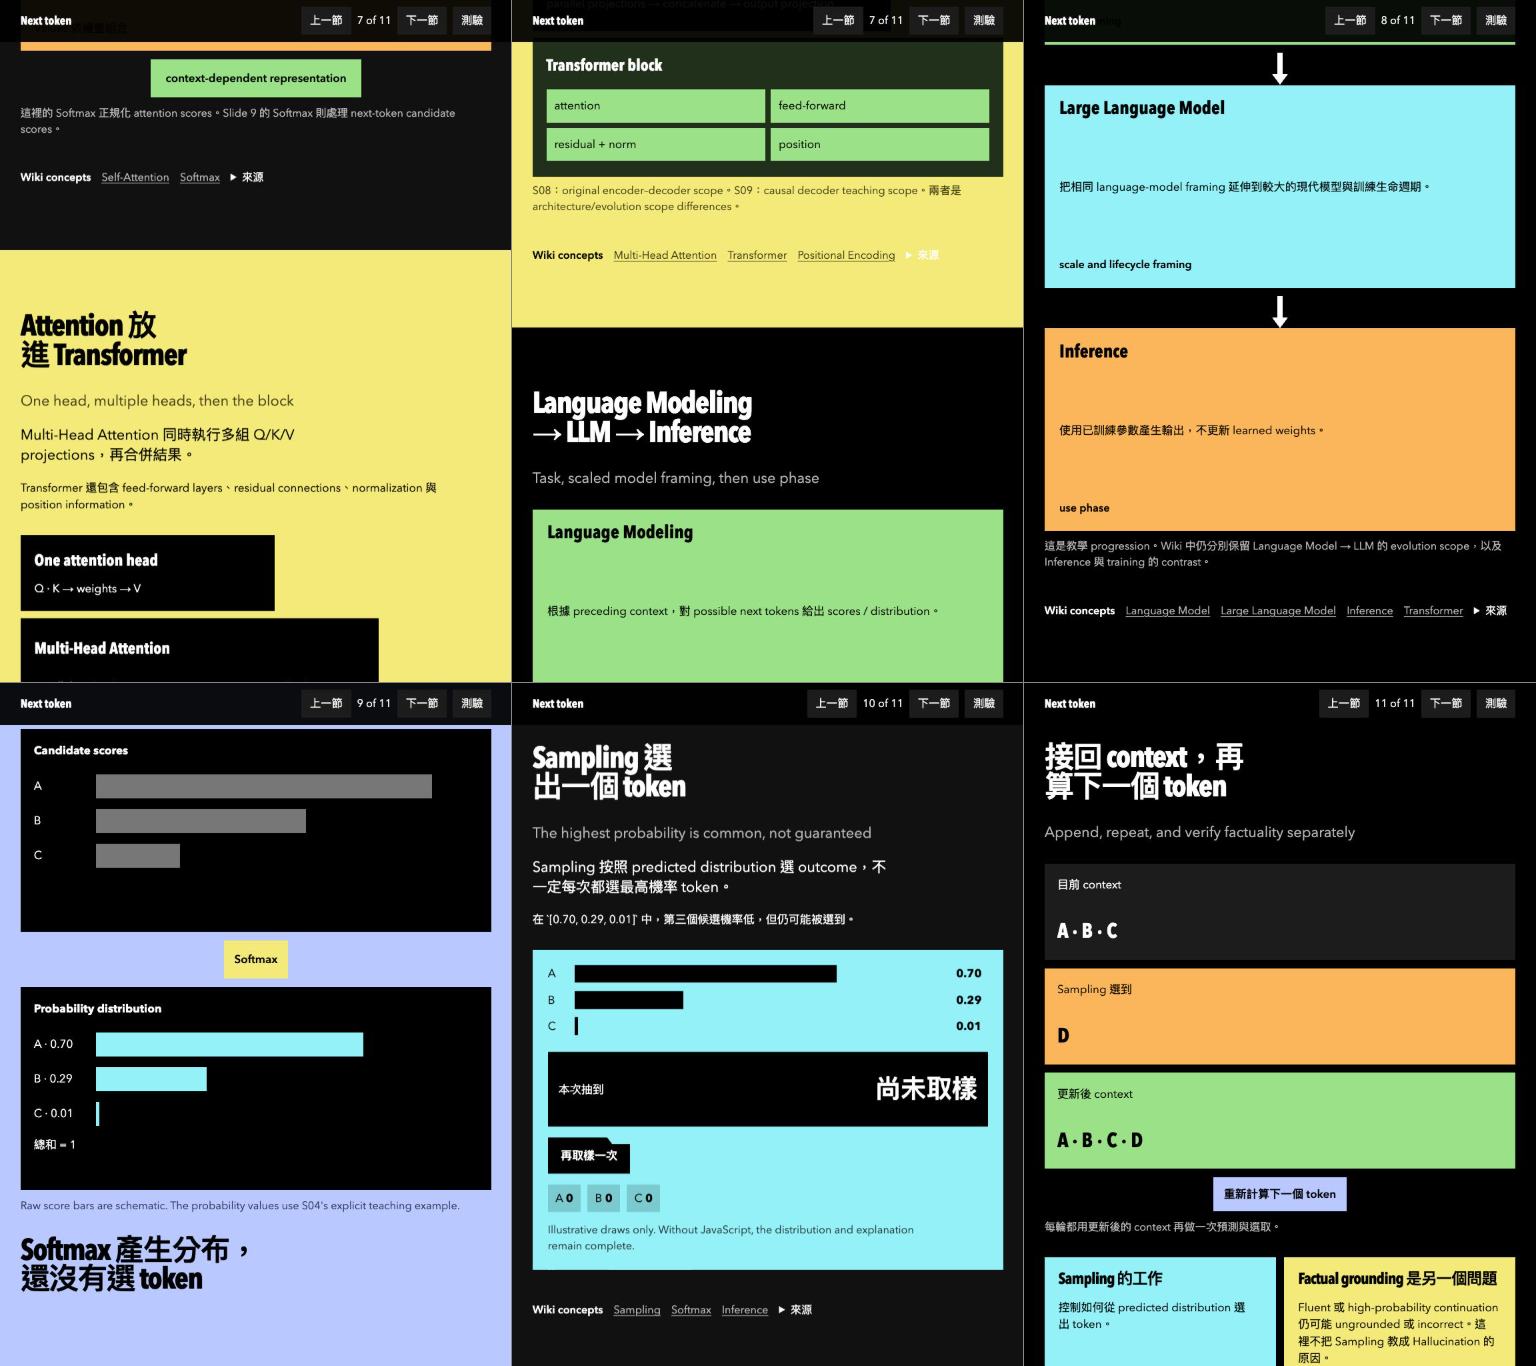 Next token
上一節
7 of 11
下一節
測驗
context-dependent representation
這裡的 Softmax 正規化 attention scores。Slide 9 的 Softmax 則處理 next-token candidate
scores。
Wiki concepts Self-Attention Softmax ▶ 來源
Attention 放
進 Transformer
One head, multiple heads, then the block
Multi-Head Attention 同時執行多組 Q/K/V
projections，再合併結果。
Transformer 還包含 feed-forward layers、residual connections、normalization 與
position information。
One attention head
Q · K → weights → V
Multi-Head Attention
Next token
上一節
7 of 11
下一節
測驗
parallel projections → concatenate → output projection
Transformer block
attention
feed-forward
residual + norm
position
S08：original encoder-decoder scope。S09：causal decoder teaching scope。兩者是
architecture/evolution scope differences。
Wiki concepts Multi-Head Attention Transformer Positional Encoding ▶ 來源
Language Modeling
→ LLM → Inference
Task, scaled model framing, then use phase
Language Modeling
根據 preceding context，對 possible next tokens 給出 scores / distribution。
Next token
上一節
8 of 11
下一節
測驗
Large Language Model
把相同 language-model framing 延伸到較大的現代模型與訓練生命週期。
scale and lifecycle framing
Inference
使用已訓練參數產生輸出，不更新 learned weights。
use phase
這是教學 progression。Wiki 中仍分別保留 Language Model → LLM 的 evolution scope，以及
Inference 與 training 的 contrast。
Wiki concepts Language Model Large Language Model Inference Transformer ▶ 來源
Next token
上一節
9 of 11
下一節
測驗
Candidate scores
A
B
C
Softmax
Probability distribution
A · 0.70
B · 0.29
C · 0.01
總和 = 1
Raw score bars are schematic. The probability values use S04's explicit teaching example.
Softmax 產生分布，
還沒有選 token
Next token
上一節
10 of 11
下一節
測驗
Sampling 選
出一個 token
The highest probability is common, not guaranteed
Sampling 按照 predicted distribution 選 outcome，不
一定每次都選最高機率 token。
在 `[0.70, 0.29, 0.01]` 中，第三個候選機率低，但仍可能被選到。
A 0.70
B 0.29
C 0.01
本次抽到 尚未取樣
再取樣一次
A 0 B 0 C 0
Illustrative draws only. Without JavaScript, the distribution and explanation
remain complete.
Wiki concepts Sampling Softmax Inference ▶ 來源
Next token
上一節
11 of 11
下一節
測驗
接回 context，再
算下一個 token
Append, repeat, and verify factuality separately
目前 context
A · B · C
Sampling 選到
D
更新後 context
A · B · C · D
重新計算下一個 token
每輪都用更新後的 context 再做一次預測與選取。
Sampling 的工作
控制如何從 predicted distribution 選
出 token。
Factual grounding 是另一個問題
Fluent 或 high-probability continuation
仍可能 ungrounded 或 incorrect。這
裡不把 Sampling 教成 Hallucination 的
原因。